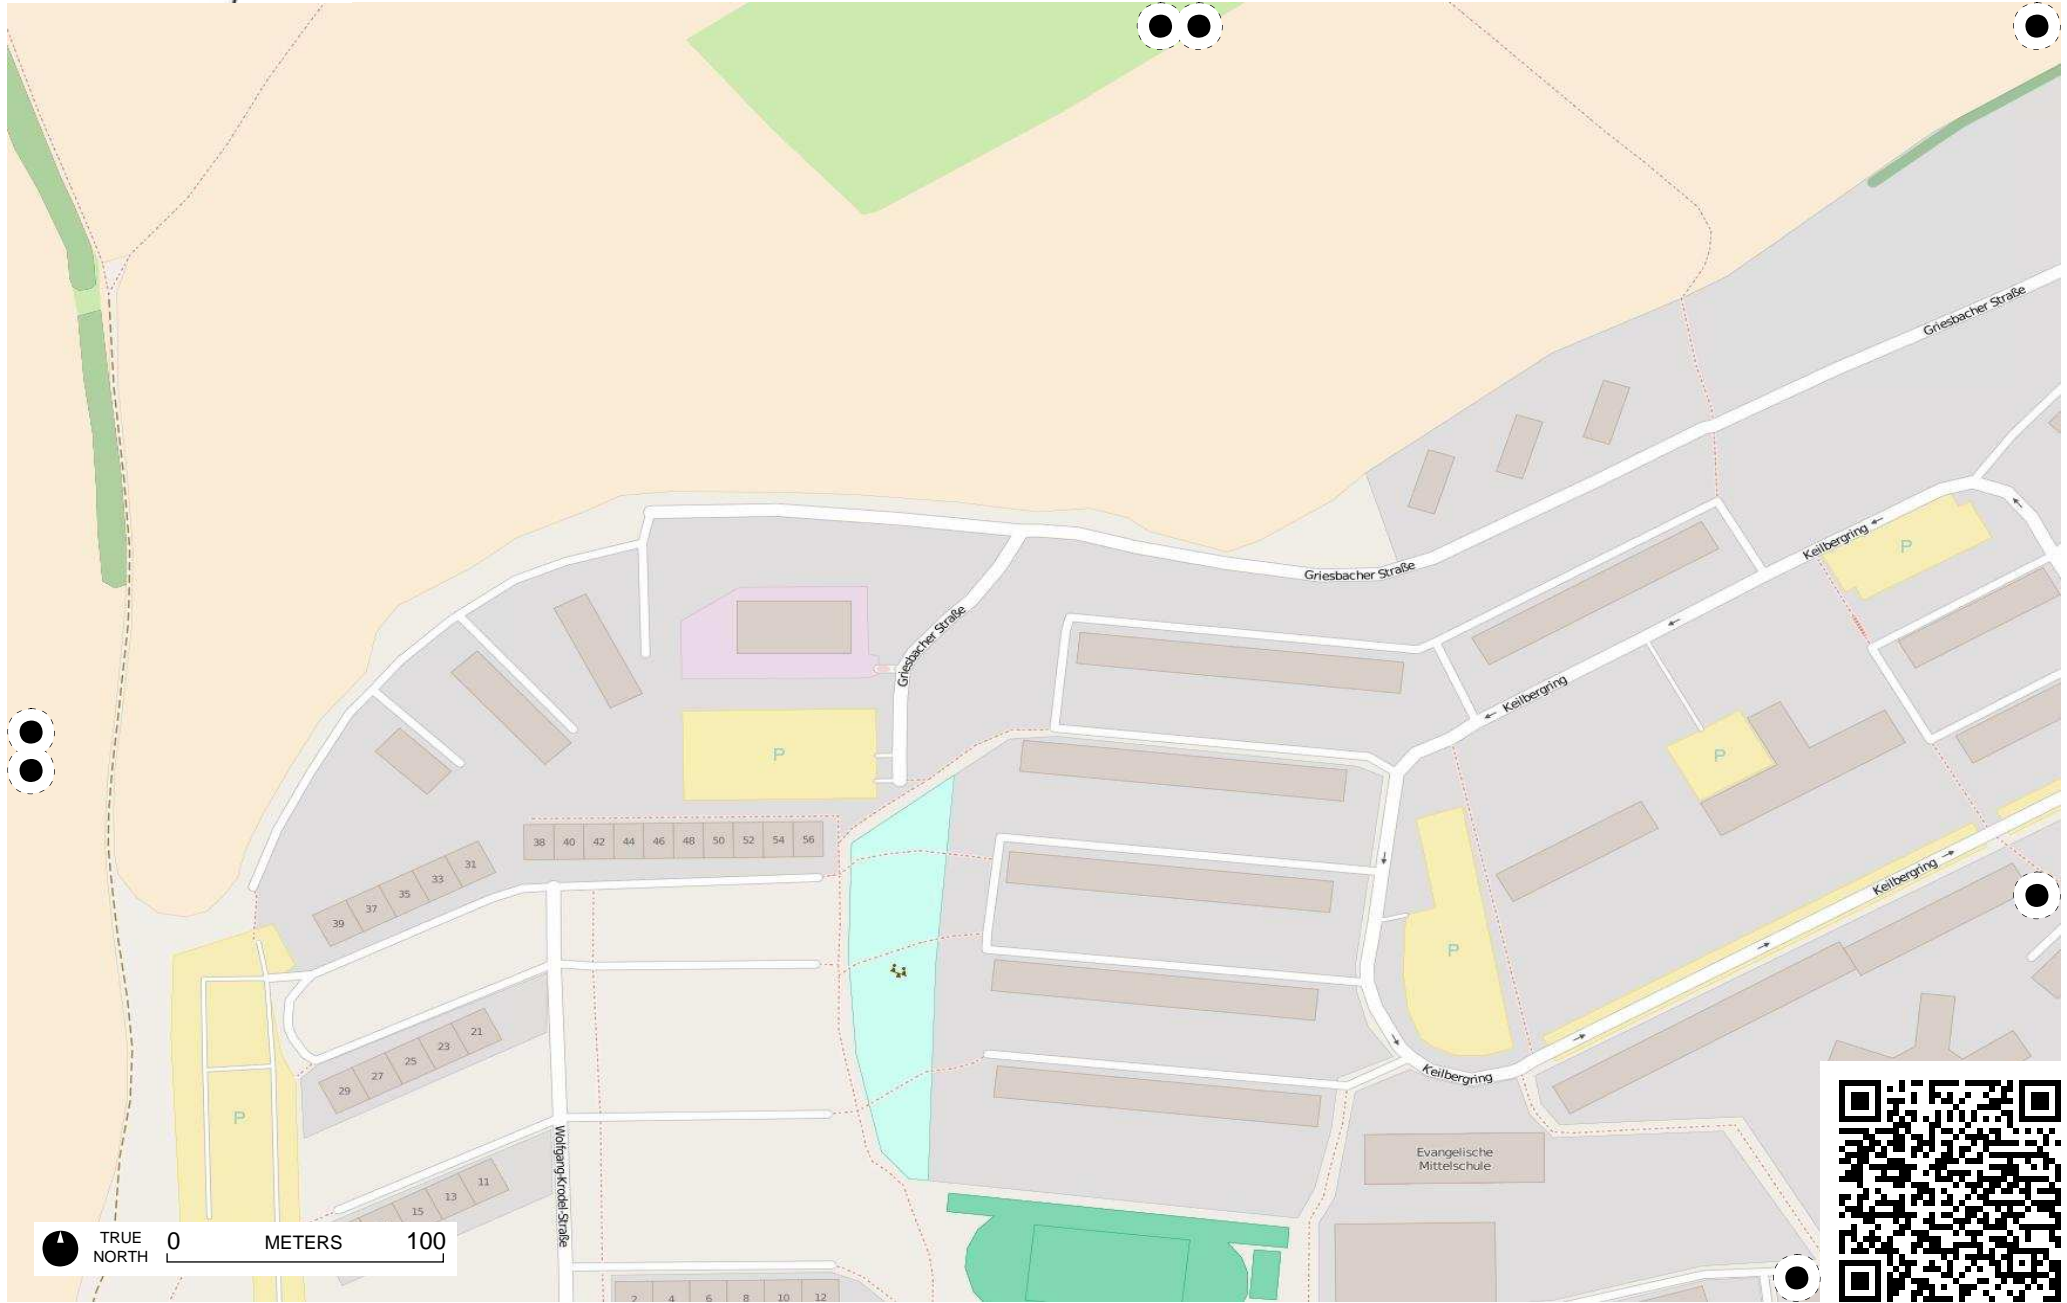 Griesbacher Straße
Keilbergring
P
Griesbacher Straße
Griesbacher Straße
Keilbergring
P
P
38 40 42 44 46 48 50 52 54 56
31
33
35
37
39
Keilbergring
P
21
23
25
27
29
Keilbergring
P
Wolfgang-Krodel-Straße
Evangelische
Mittelschule
11
13
15
TRUE
NORTH
0 METERS 100
2 4 6 8 10 12